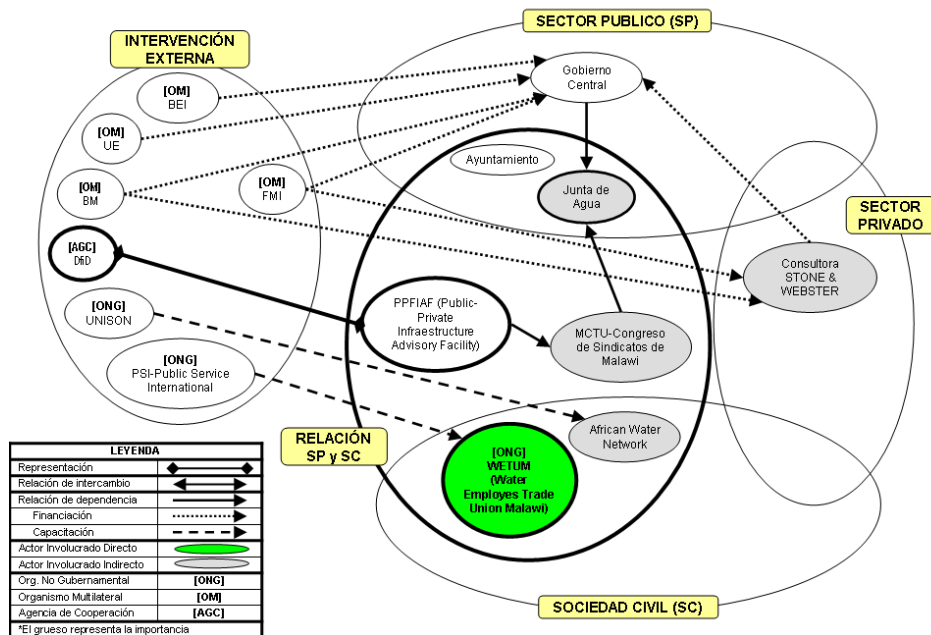 SECTOR PUBLICO (SP)
INTERVENCIÓN
EXTERNA
[OM]
BEI
Gobierno
Central
[OM]
UE
Ayuntamiento
[OM]
BM
[OM]
FMI
Junta de
Agua
SECTOR
PRIVADO
[AGC]
DfiD
Consultora
STONE &
WEBSTER
[ONG]
UNISON
PPFIAF (Public-
Private
Infraestructure
Advisory Facility)
MCTU-Congreso
de Sindicatos de
Malawi
[ONG]
PSI-Public Service
International
RELACIÓN
SP y SC
African Water
Network
[ONG]
WETUM
(Water
Employes Trade
Union Malawi)
LEYENDA
Representación
Relación de intercambio
Relación de dependencia
Financiación
Capacitación
Actor Involucrado Directo
Actor Involucrado Indirecto
Org. No Gubernamental [ONG]
Organismo Multilateral [OM]
Agencia de Cooperación [AGC]
*El grueso representa la importancia
SOCIEDAD CIVIL (SC)